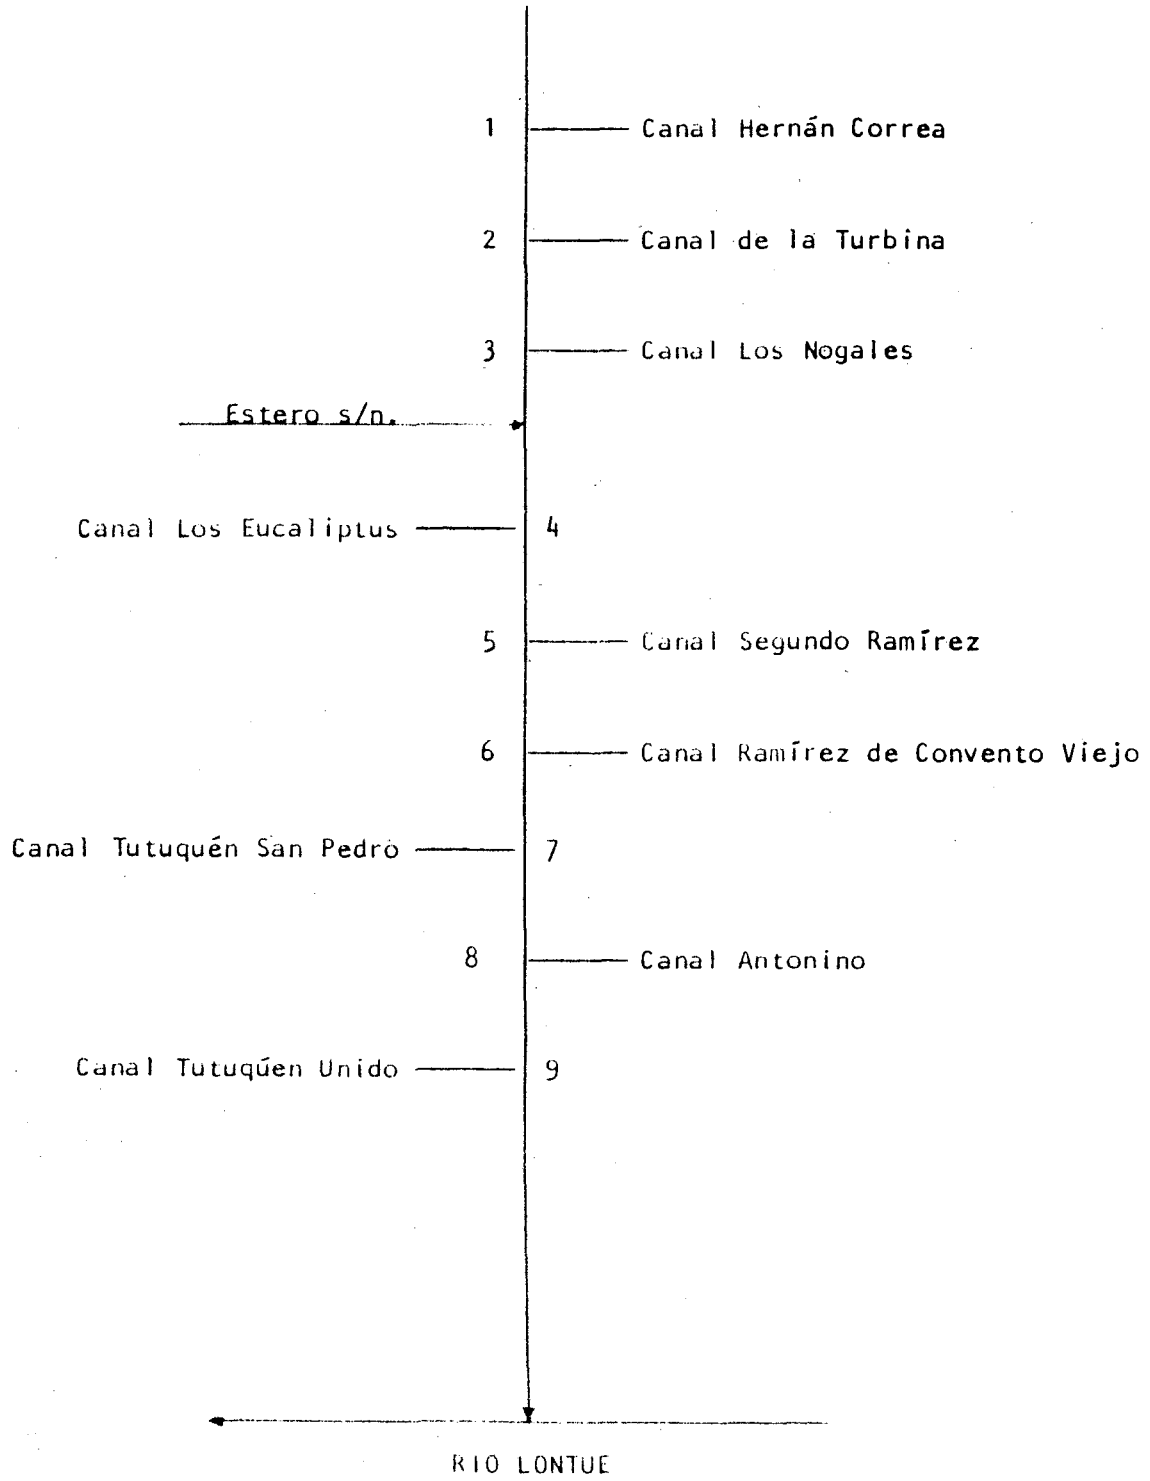 1 Canal Hernán Correa
2 Canal de la Turbina
3 Canal Los Nogales
Estero s/n.
Canal Los Eucaliptus 4
5 Canal Segundo Ramírez
6 Canal Ramírez de Convento Viejo
Canal Tutuquén San Pedro 7
8 Canal Antonino
Canal Tutuqúen Unido 9
RIO LONTUE